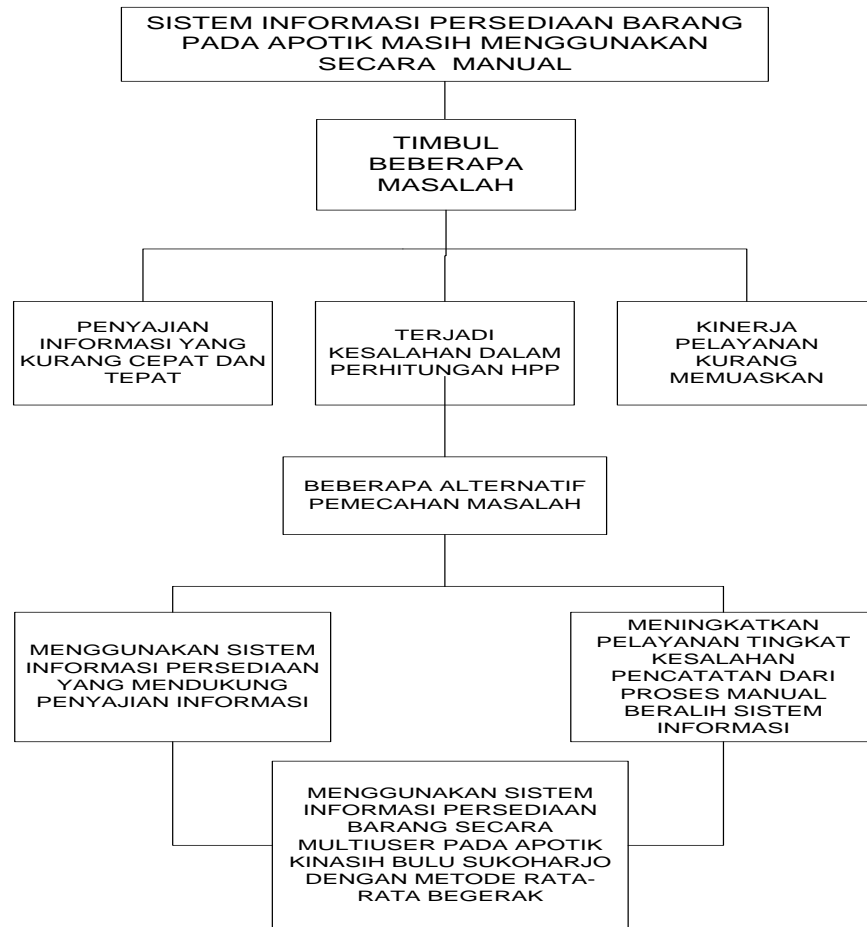 SISTEM INFORMASI PERSEDIAAN BARANG
PADA APOTIK MASIH MENGGUNAKAN
SECARA MANUAL
TIMBUL
BEBERAPA
MASALAH
PENYAJIAN
INFORMASI YANG
KURANG CEPAT DAN
TEPAT
TERJADI
KESALAHAN DALAM
PERHITUNGAN HPP
KINERJA
PELAYANAN
KURANG
MEMUASKAN
BEBERAPA ALTERNATIF
PEMECAHAN MASALAH
MENGGUNAKAN SISTEM
INFORMASI PERSEDIAAN
YANG MENDUKUNG
PENYAJIAN INFORMASI
MENINGKATKAN
PELAYANAN TINGKAT
KESALAHAN
PENCATATAN DARI
PROSES MANUAL
BERALIH SISTEM
INFORMASI
MENGGUNAKAN SISTEM
INFORMASI PERSEDIAAN
BARANG SECARA
MULTIUSER PADA APOTIK
KINASIH BULU SUKOHARJO
DENGAN METODE RATA-
RATA BEGERAK